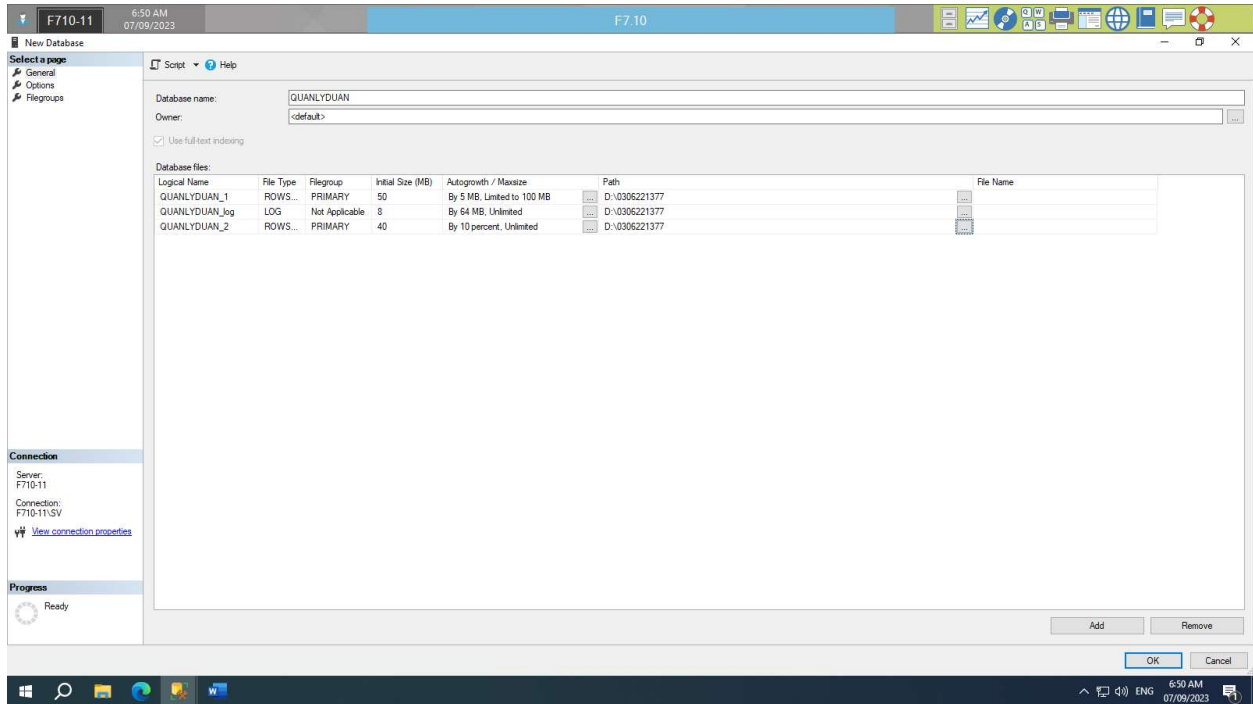 F710-11
6:50 AM
07/09/2023
F7.10
Q W
A S
New Database
Select a page
General
Options
Filegroups
Script
Help
Database name: QUANLYDUAN
Owner: <default> ...
Use full-text indexing
Database files:
Logical Name File Type Filegroup Initial Size (MB) Autogrowth / Maxsize Path File Name
QUANLYDUAN_1 ROWS... PRIMARY 50 By 5 MB, Limited to 100 MB ... D:\0306221377 ...
QUANLYDUAN_log LOG Not Applicable 8 By 64 MB, Unlimited ... D:\0306221377 ...
QUANLYDUAN_2 ROWS... PRIMARY 40 By 10 percent, Unlimited ... D:\0306221377 ...
Connection
Server:
F710-11
Connection:
F710-11\SV
View connection properties
Progress
Ready
Add Remove
OK Cancel
ENG
6:50 AM
07/09/2023
1